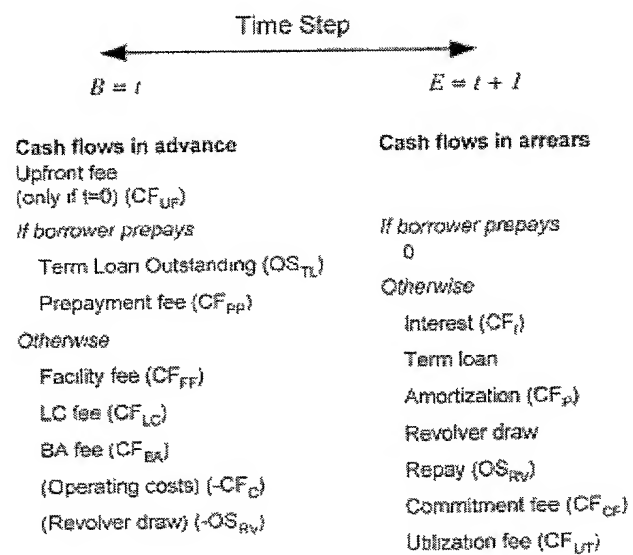 Time Step
B = t
E = t + 1
Cash flows in advance
Upfront fee
(only if t=0) (CF_UF)
If borrower prepays
Term Loan Outstanding (OS_TL)
Prepayment fee (CF_PP)
Otherwise
Facility fee (CF_FF)
LC fee (CF_LC)
BA fee (CF_BA)
(Operating costs) (-CF_C)
(Revolver draw) (-OS_RV)
Cash flows in arrears
If borrower prepays
0
Otherwise
Interest (CF_I)
Term loan
Amortization (CF_P)
Revolver draw
Repay (OS_RV)
Commitment fee (CF_CF)
Utilization fee (CF_UT)